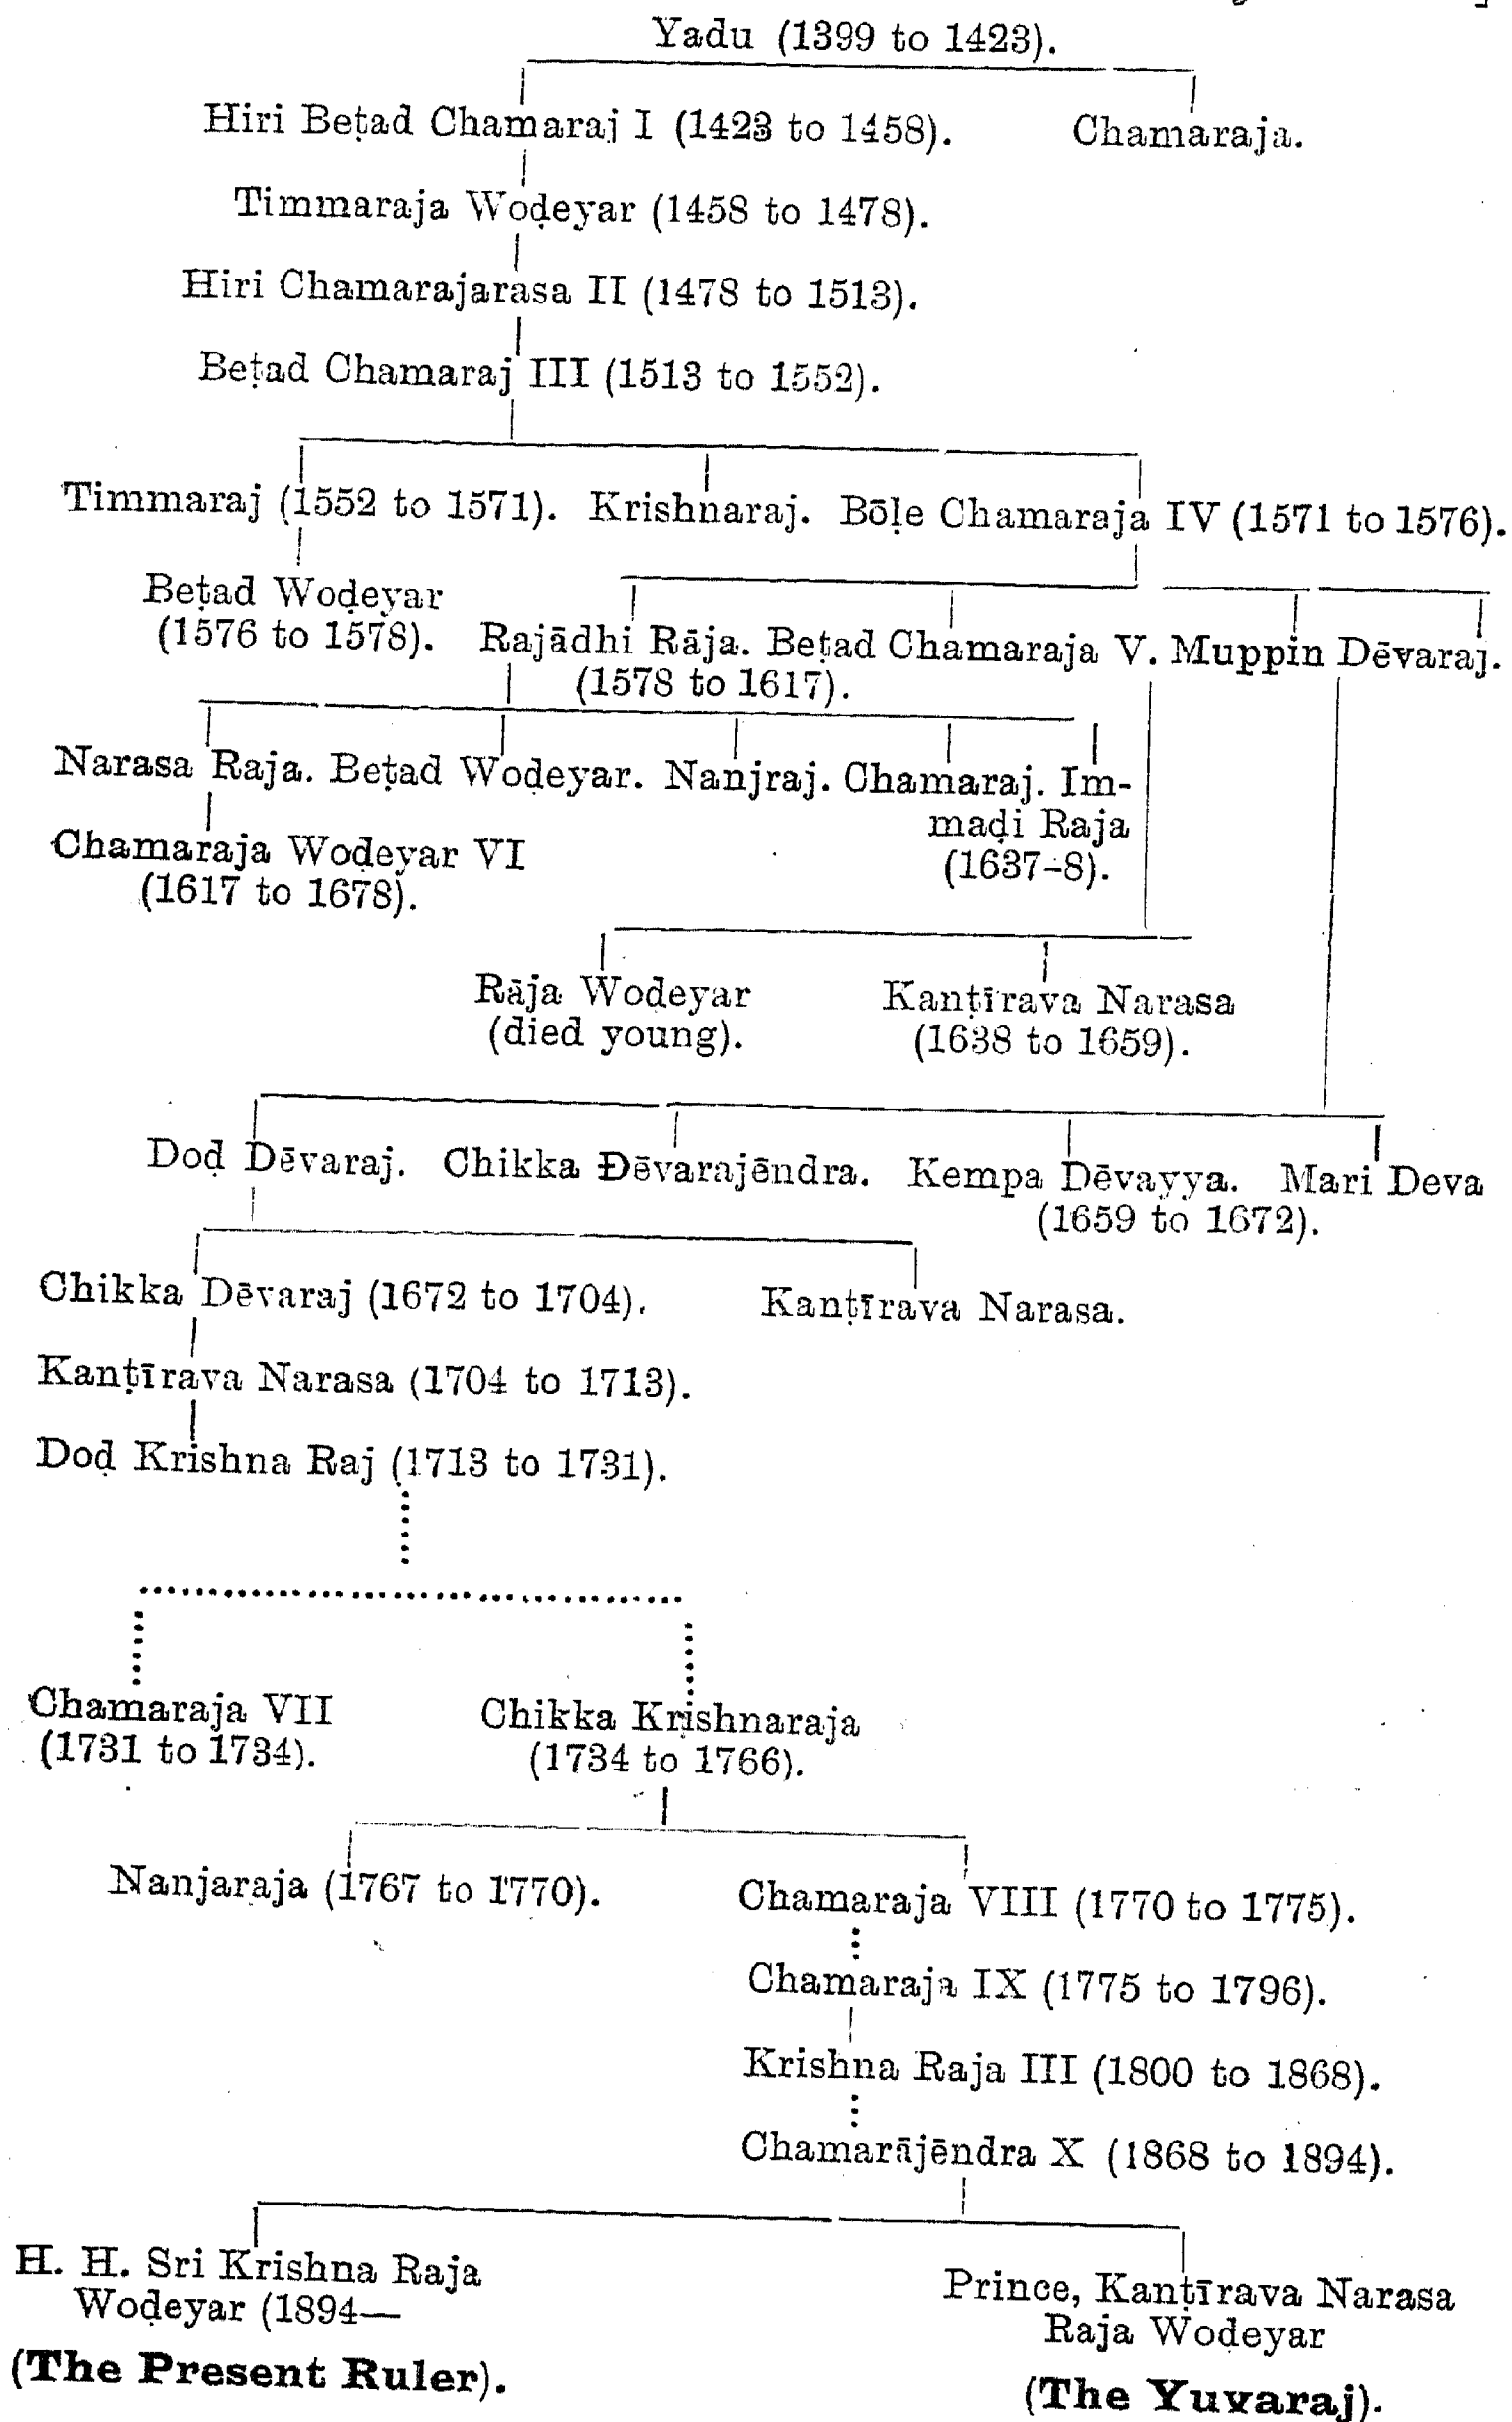 Yadu (1399 to 1423).
Hiri Beṭad Chamaraj I (1423 to 1458). Chamaraja.
Timmaraja Woḍeyar (1458 to 1478).
Hiri Chamarajarasa II (1478 to 1513).
Beṭad Chamaraj III (1513 to 1552).
Timmaraj (1552 to 1571). Krishnaraj. Bōḷe Chamaraja IV (1571 to 1576).
Beṭad Woḍeyar
(1576 to 1578). Rajādhi Rāja. Beṭad Chamaraja V. Muppin Dēvaraj.
(1578 to 1617).
Narasa Raja. Beṭad Woḍeyar. Nanjraj. Chamaraj. Im-
maḍi Raja
(1637-8).
Chamaraja Woḍeyar VI
(1617 to 1678).
Rāja Woḍeyar
(died young).
Kaṇṭīrava Narasa
(1638 to 1659).
Doḍ Dēvaraj. Chikka Đēvarajēndra. Kempa Dēvayya. Mari Deva
(1659 to 1672).
Chikka Dēvaraj (1672 to 1704). Kaṇṭīrava Narasa.
Kaṇṭīrava Narasa (1704 to 1713).
Doḍ Krishna Raj (1713 to 1731).
Chamaraja VII
(1731 to 1734).
Chikka Krishnaraja
(1734 to 1766).
Nanjaraja (1767 to 1770). Chamaraja VIII (1770 to 1775).
Chamaraja IX (1775 to 1796).
Krishna Raja III (1800 to 1868).
Chamarājēndra X (1868 to 1894).
H. H. Sri Krishna Raja
Woḍeyar (1894—
(The Present Ruler).
Prince, Kaṇṭīrava Narasa
Raja Woḍeyar
(The Yuvaraj).